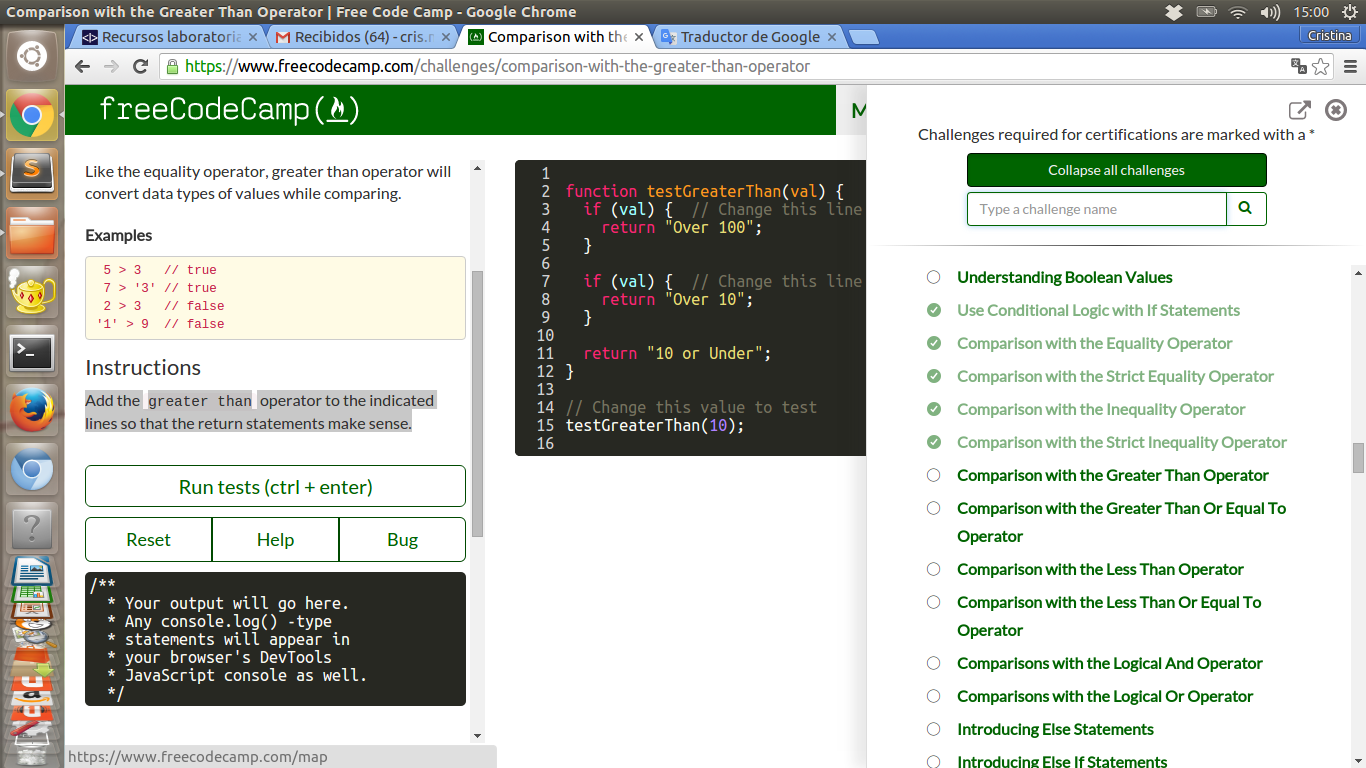 Comparison with the Greater Than Operator | Free Code Camp - Google Chrome
15:00
Recursos laboratoria
Recibidos (64) - cris.r
Comparison with the
Traductor de Google
Cristina
https://www.freecodecamp.com/challenges/comparison-with-the-greater-than-operator
freeCodeCamp
M
Like the equality operator, greater than operator will
convert data types of values while comparing.
Examples
5 > 3 // true
7 > '3' // true
2 > 3 // false
'1' > 9 // false
Instructions
Add the greater than operator to the indicated
lines so that the return statements make sense.
Run tests (ctrl + enter)
Reset Help Bug
/**
* Your output will go here.
* Any console.log() -type
* statements will appear in
* your browser's DevTools
* JavaScript console as well.
*/
https://www.freecodecamp.com/map
1
2 function testGreaterThan(val) {
3 if (val) { // Change this line
4 return "Over 100";
5 }
6
7 if (val) { // Change this line
8 return "Over 10";
9 }
10
11 return "10 or Under";
12 }
13
14 // Change this value to test
15 testGreaterThan(10);
16
Challenges required for certifications are marked with a *
Collapse all challenges
Type a challenge name
Understanding Boolean Values
Use Conditional Logic with If Statements
Comparison with the Equality Operator
Comparison with the Strict Equality Operator
Comparison with the Inequality Operator
Comparison with the Strict Inequality Operator
Comparison with the Greater Than Operator
Comparison with the Greater Than Or Equal To
Operator
Comparison with the Less Than Operator
Comparison with the Less Than Or Equal To
Operator
Comparisons with the Logical And Operator
Comparisons with the Logical Or Operator
Introducing Else Statements
Introducing Else If Statements